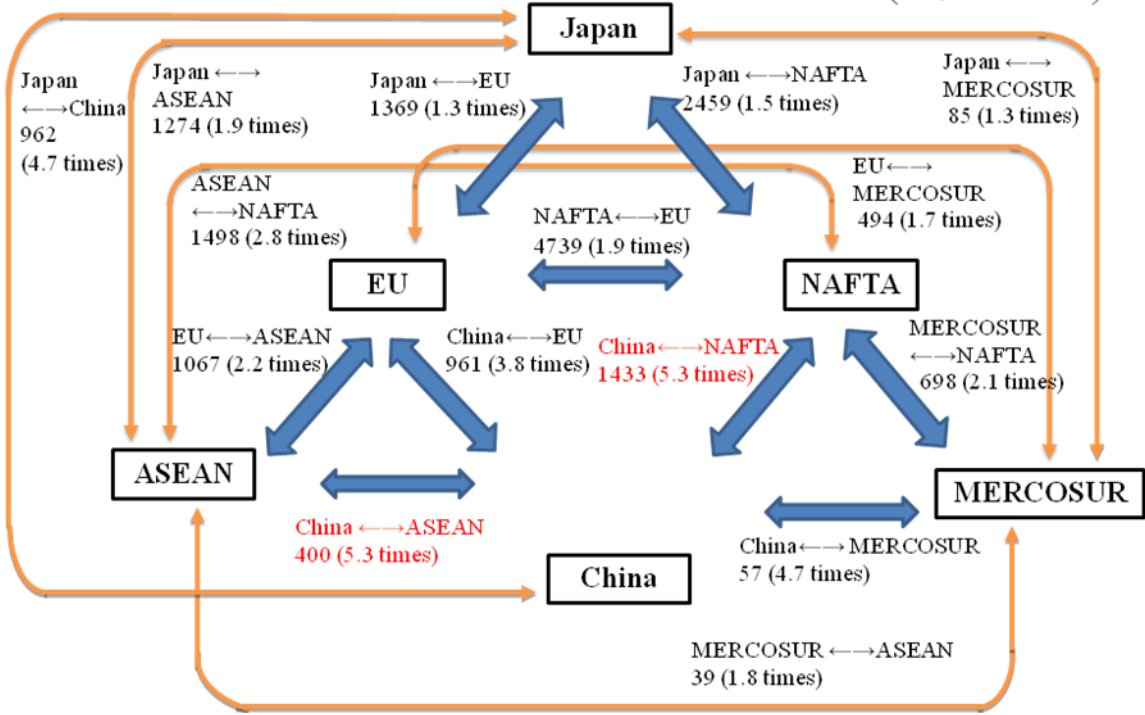 Japan
Japan
←→China
962
(4.7 times)
Japan ←→
ASEAN
1274 (1.9 times)
Japan ←→EU
1369 (1.3 times)
Japan ←→NAFTA
2459 (1.5 times)
Japan ←→
MERCOSUR
85 (1.3 times)
ASEAN
←→NAFTA
1498 (2.8 times)
NAFTA←→EU
4739 (1.9 times)
EU←→
MERCOSUR
494 (1.7 times)
EU
NAFTA
EU←→ASEAN
1067 (2.2 times)
China←→EU
961 (3.8 times)
China←→NAFTA
1433 (5.3 times)
MERCOSUR
←→NAFTA
698 (2.1 times)
ASEAN
MERCOSUR
China ←→ASEAN
400 (5.3 times)
China←→ MERCOSUR
57 (4.7 times)
China
MERCOSUR ←→ASEAN
39 (1.8 times)